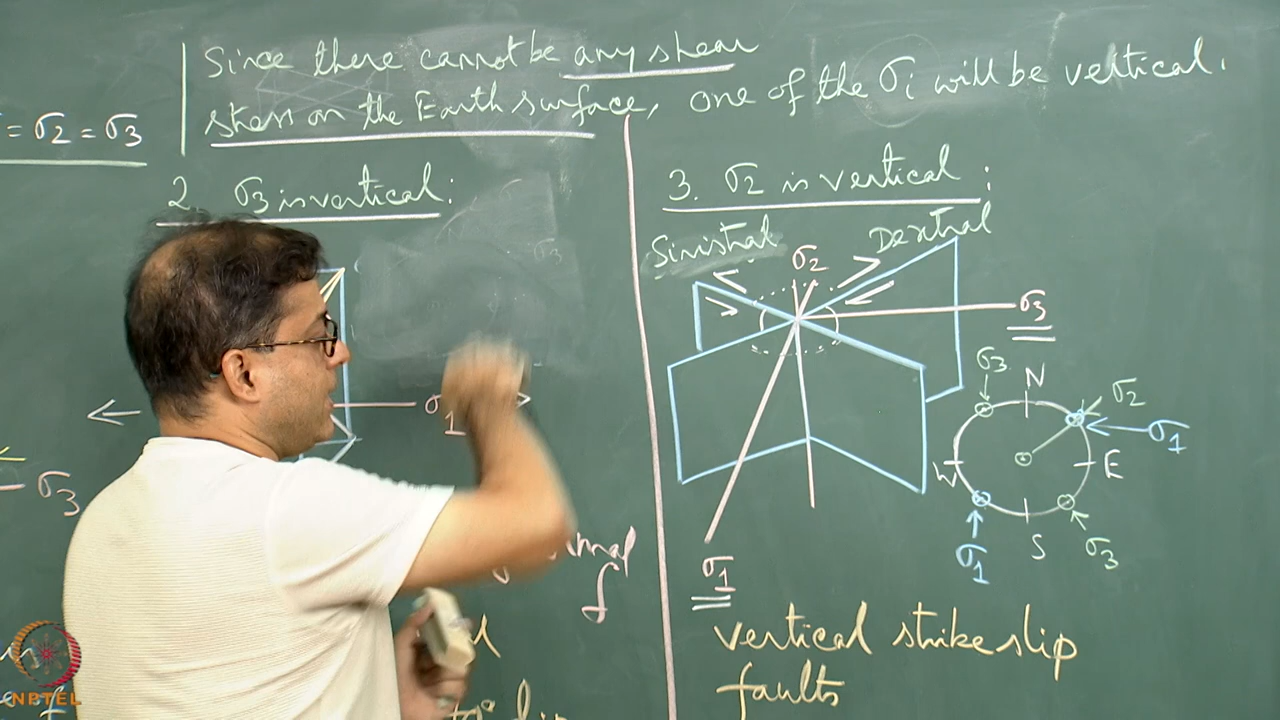 Since there cannot be any shear
stress on the Earth surface, one of the σi will be vertical.
= σ2 = σ3
2. σ3 is vertical:
3. σ2 is vertical:
Sinistral
Dextral
σ2
σ3
σ3
N
σ2
σ1
W
E
S
σ1
σ3
σ1
σ1
σ3
vertical strike slip
faults
NPTEL